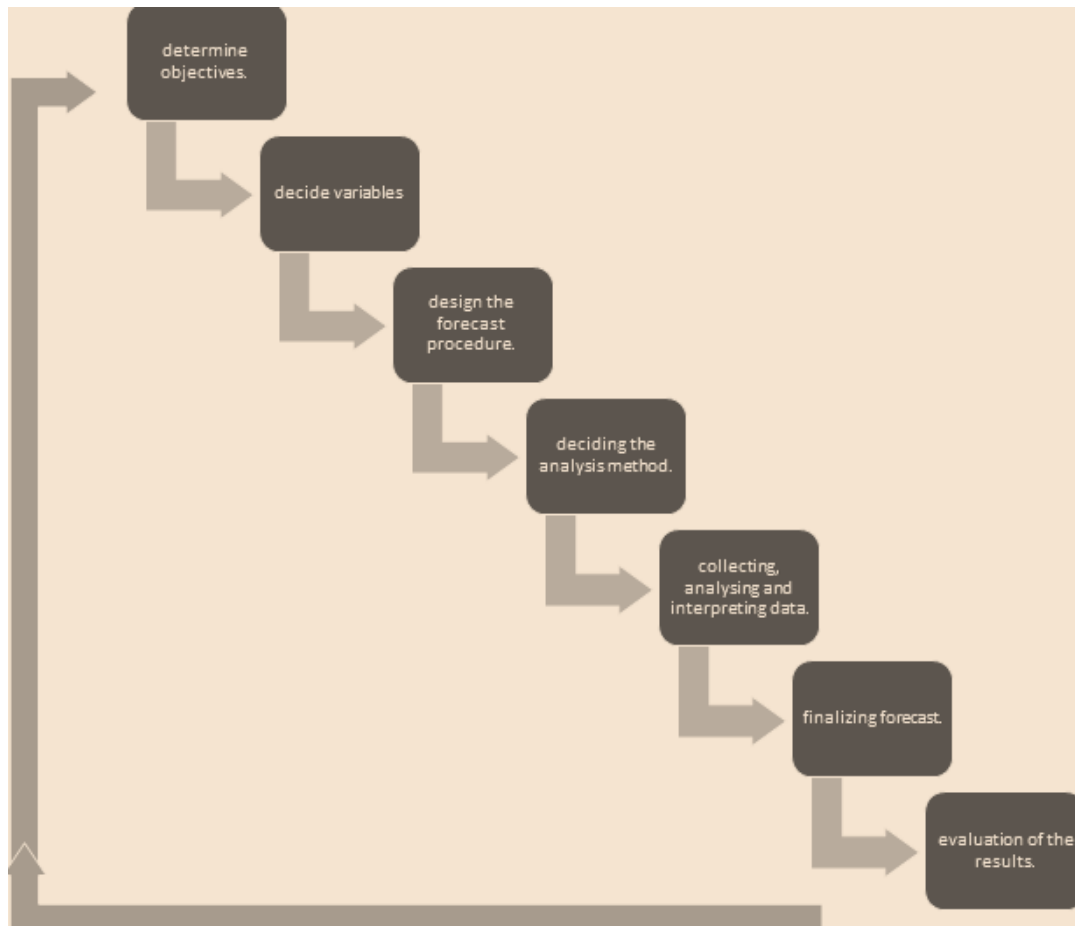 determine
objectives.
decide variables
design the
forecast
procedure.
deciding the
analysis method.
collecting,
analysing and
interpreting data.
finalizing forecast.
evaluation of the
results.